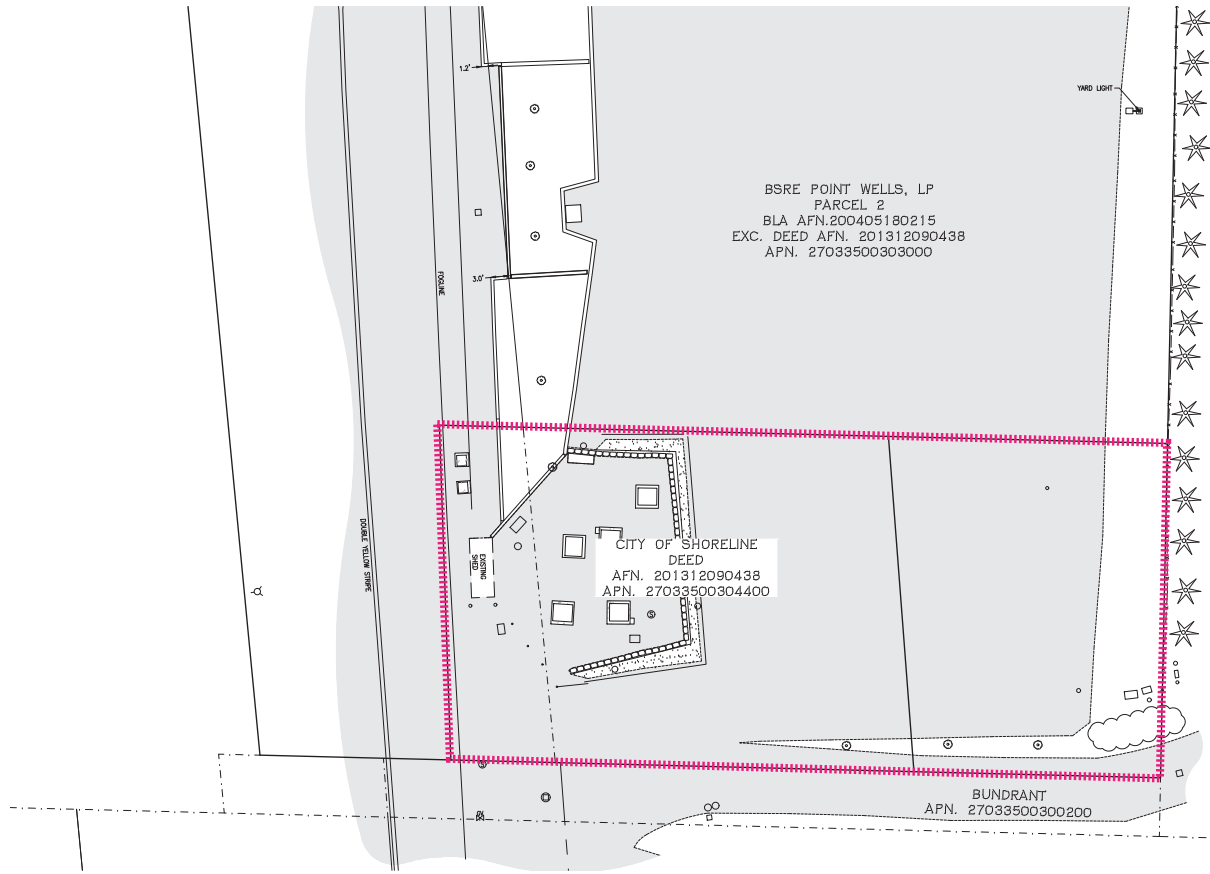 1.2'
YARD LIGHT
BSRE POINT WELLS, LP
PARCEL 2
BLA AFN.200405180215
EXC. DEED AFN. 201312090438
APN. 27033500303000
3.0'
FOGLINE
DOUBLE YELLOW STRIPE
EXISTING
SHED
CITY OF SHORELINE
DEED
AFN. 201312090438
APN. 27033500304400
S
S
BUNDRANT
APN. 27033500300200